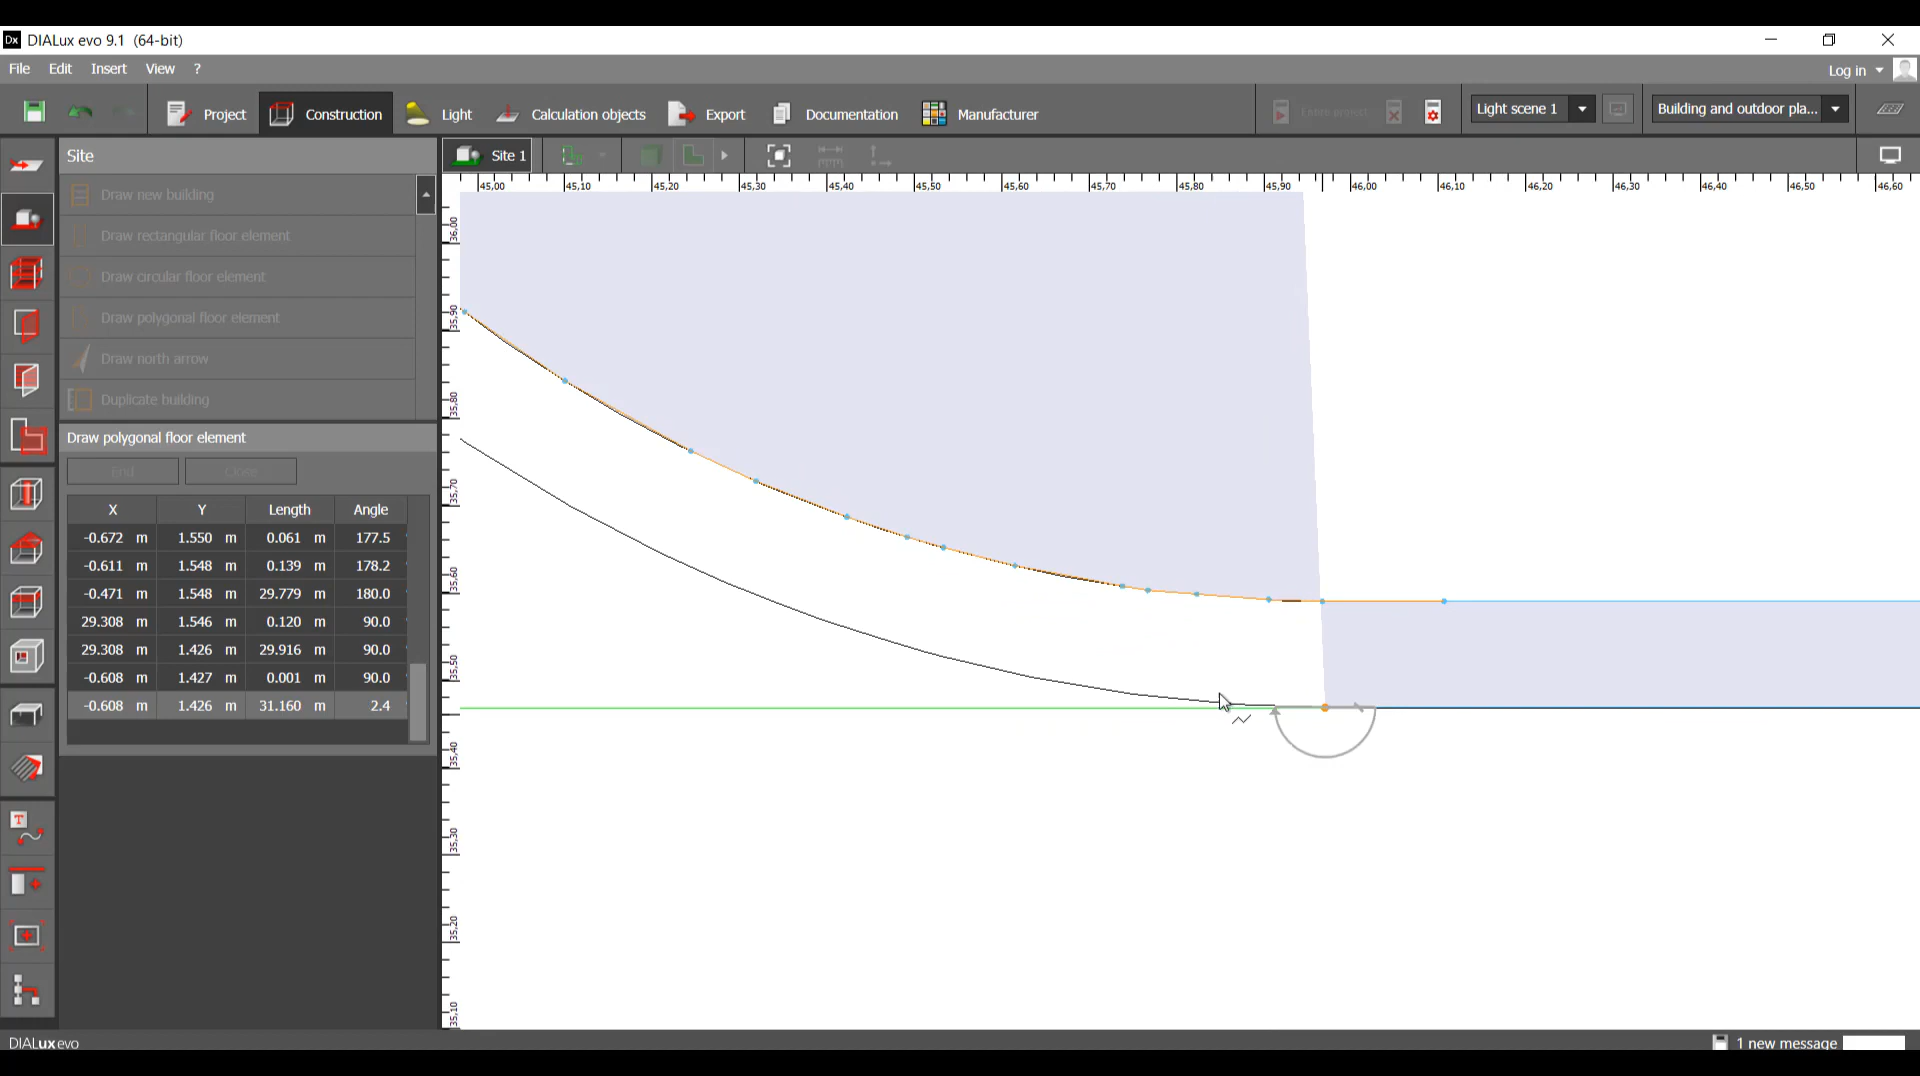 Dx DIALux evo 9.1 (64-bit)
File Edit Insert View ?
Log in
Project Construction Light Calculation objects Export Documentation Manufacturer Entire project Light scene 1 Building and outdoor pla...
Site
Site 1
45,00 45,10 45,20 45,30 45,40 45,50 45,60 45,70 45,80 45,90 46,00 46,10 46,20 46,30 46,40 46,50 46,60
Draw new building
Draw rectangular floor element
Draw circular floor element
Draw polygonal floor element
Draw north arrow
Duplicate building
Draw polygonal floor element
End Close
X Y Length Angle
-0.672 m 1.550 m 0.061 m 177.5
-0.611 m 1.548 m 0.139 m 178.2
-0.471 m 1.548 m 29.779 m 180.0
29.308 m 1.546 m 0.120 m 90.0
29.308 m 1.426 m 29.916 m 90.0
-0.608 m 1.427 m 0.001 m 90.0
-0.608 m 1.426 m 31.160 m 2.4
36,00
35,90
35,80
35,70
35,60
35,50
35,40
35,30
35,20
35,10
T
DIALux evo
1 new message